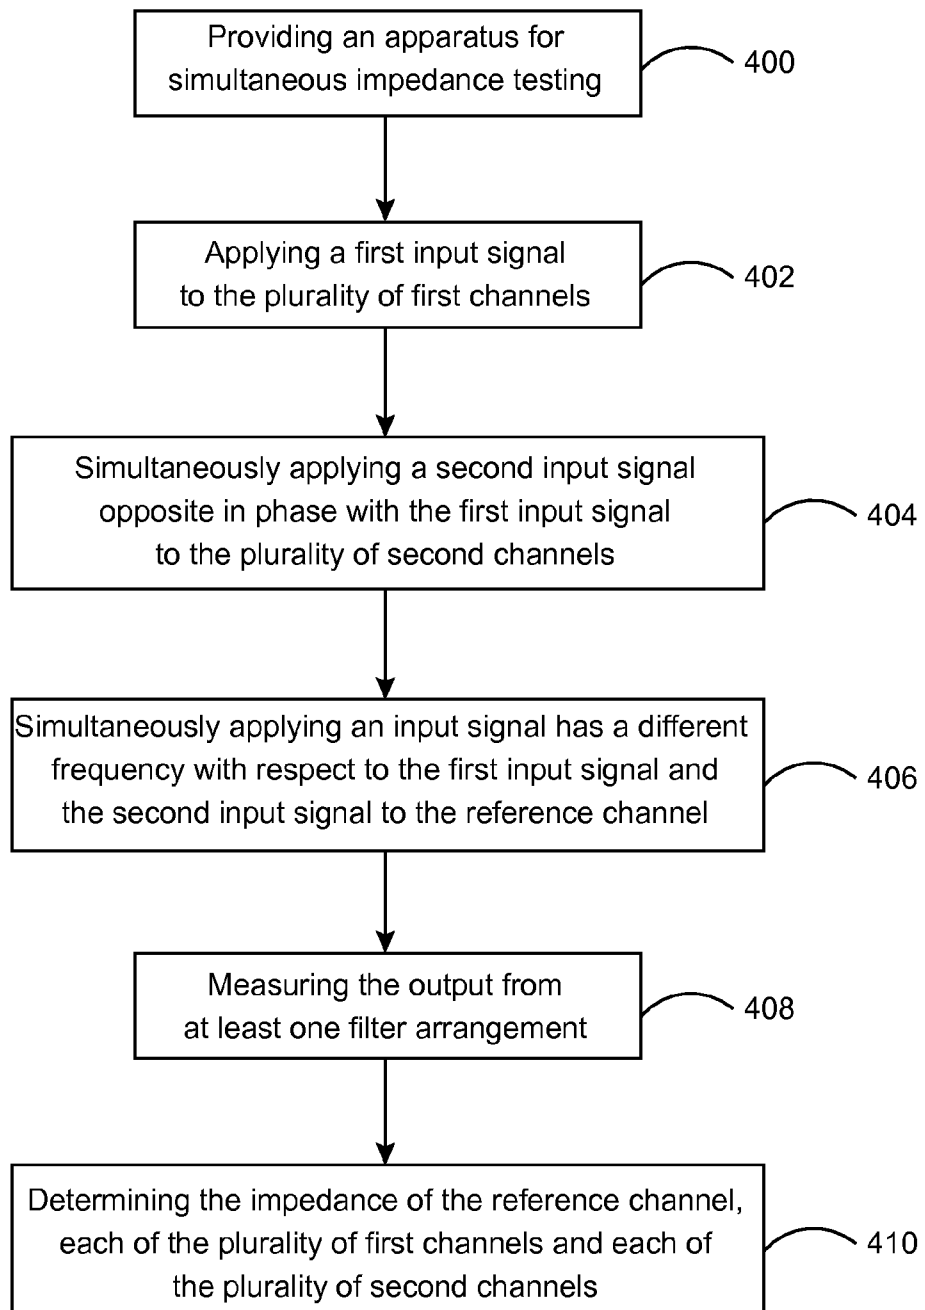 Providing an apparatus for
simultaneous impedance testing
400
Applying a first input signal
to the plurality of first channels
402
Simultaneously applying a second input signal
opposite in phase with the first input signal
to the plurality of second channels
404
Simultaneously applying an input signal has a different
frequency with respect to the first input signal and
the second input signal to the reference channel
406
Measuring the output from
at least one filter arrangement
408
Determining the impedance of the reference channel,
each of the plurality of first channels and each of
the plurality of second channels
410